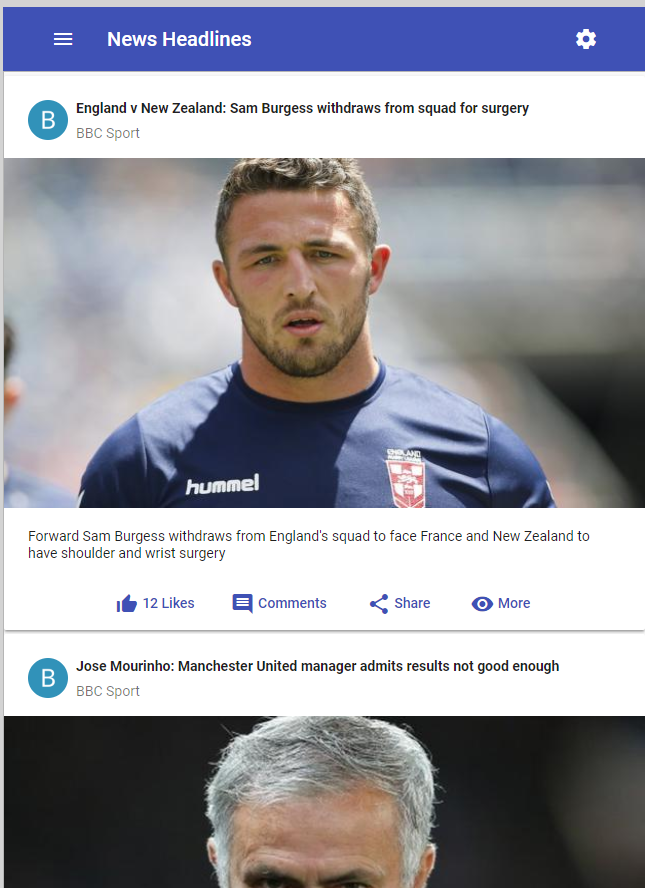 News Headlines
B
England v New Zealand: Sam Burgess withdraws from squad for surgery
BBC Sport
hummel
ENGLAND
Forward Sam Burgess withdraws from England's squad to face France and New Zealand to
have shoulder and wrist surgery
12 Likes
Comments
Share
More
B
Jose Mourinho: Manchester United manager admits results not good enough
BBC Sport